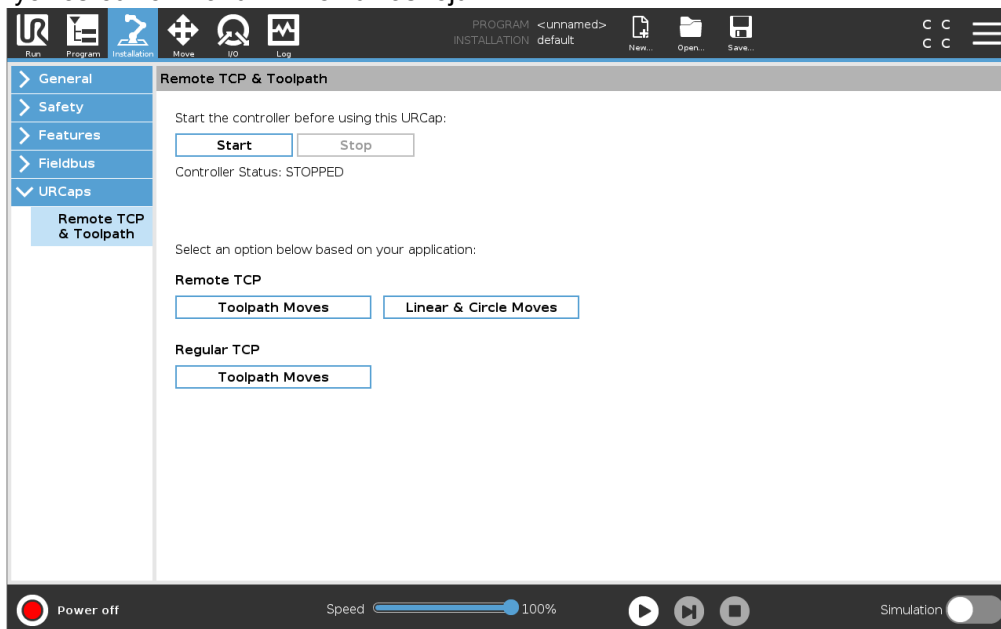 UR
PROGRAM <unnamed>
INSTALLATION default
Run Program Installation Move I/O Log New... Open... Save...
C C
C C
General
Safety
Features
Fieldbus
URCaps
Remote TCP
& Toolpath
Remote TCP & Toolpath
Start the controller before using this URCap:
Start Stop
Controller Status: STOPPED
Select an option below based on your application:
Remote TCP
Toolpath Moves Linear & Circle Moves
Regular TCP
Toolpath Moves
Power off Speed 100% Simulation